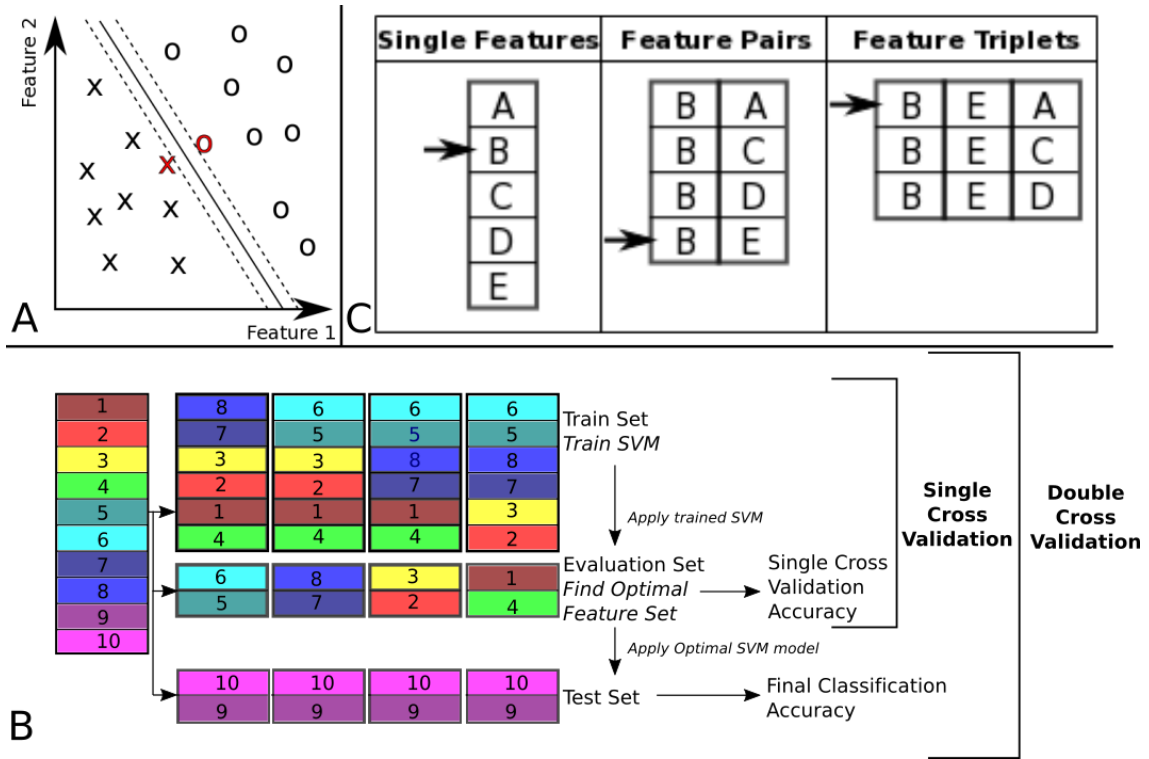 Feature 2
o
o
o
o
x
o
o
o
x
x
x
x
x
x
o
o
x
x
Feature 1
A
Single Features
Feature Pairs
Feature Triplets
A
B
C
D
E
B A
B C
B D
B E
B E A
B E C
B E D
C
1
2
3
4
5
6
7
8
9
10
8 6 6 6
7 5 5 5
3 3 8 8
2 2 7 7
1 1 1 3
4 4 4 2
Train Set
Train SVM
Apply trained SVM
6 8 3 1
5 7 2 4
Evaluation Set
Find Optimal
Feature Set
Single Cross
Validation
Accuracy
Apply Optimal SVM model
10 10 10 10
9 9 9 9
Test Set
Final Classification
Accuracy
Single
Cross
Validation
Double
Cross
Validation
B